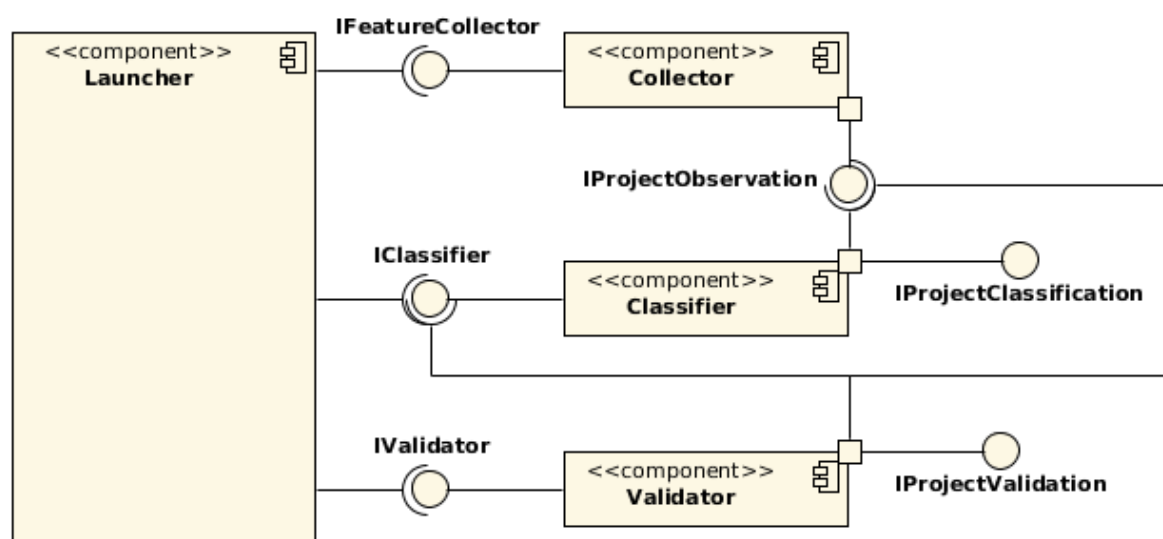 IFeatureCollector
<<component>>
Launcher
<<component>>
Collector
IProjectObservation
IClassifier
<<component>>
Classifier
IProjectClassification
IValidator
<<component>>
Validator
IProjectValidation